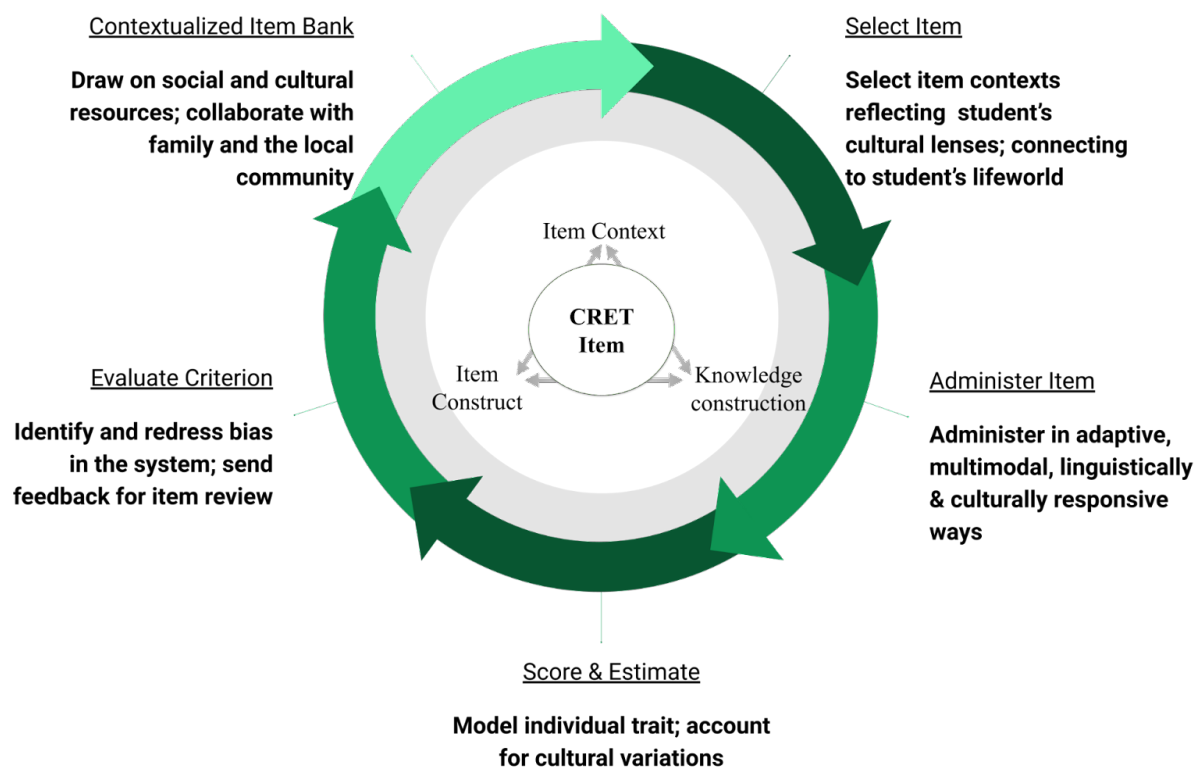 Contextualized Item Bank
Draw on social and cultural
resources; collaborate with
family and the local
community
Select Item
Select item contexts
reflecting student's
cultural lenses; connecting
to student's lifeworld
Item Context
CRET
Item
Item
Construct
Knowledge
construction
Evaluate Criterion
Identify and redress bias
in the system; send
feedback for item review
Administer Item
Administer in adaptive,
multimodal, linguistically
& culturally responsive
ways
Score & Estimate
Model individual trait; account
for cultural variations